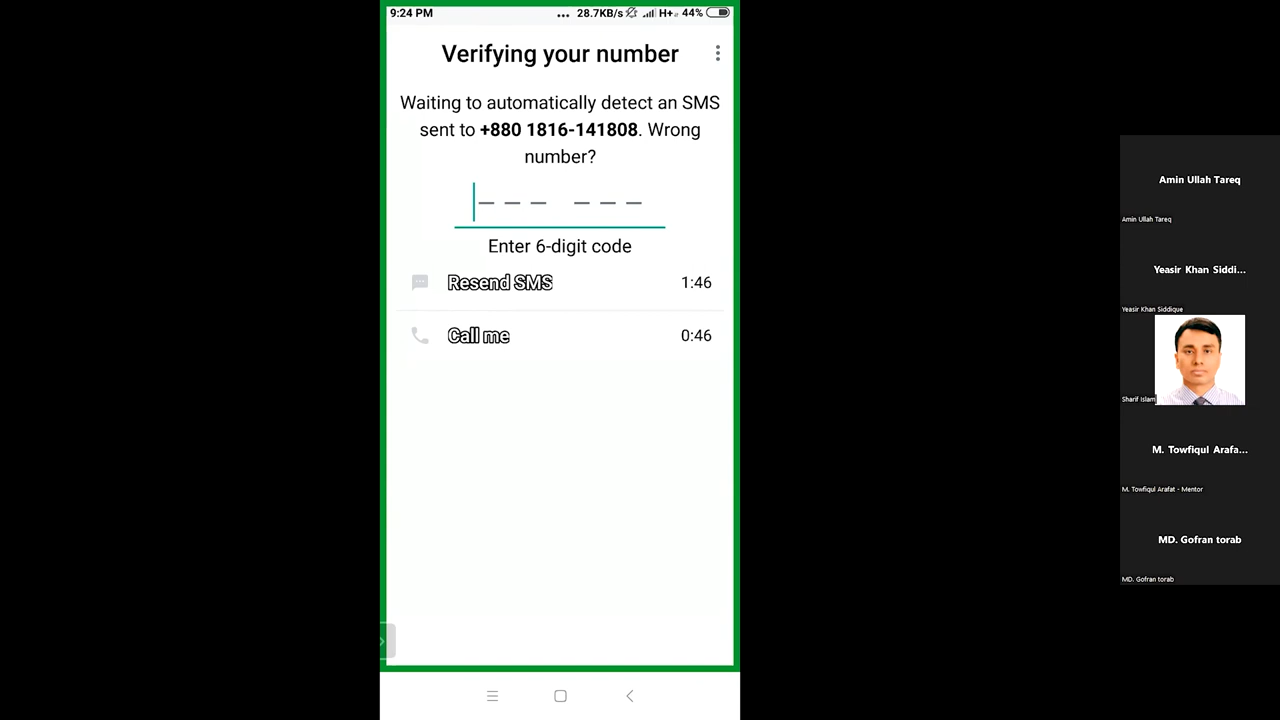 9:24 PM ... 28.7KB/s H+ 44%
Verifying your number
Waiting to automatically detect an SMS
sent to +880 1816-141808. Wrong
number?
Enter 6-digit code
Resend SMS 1:46
Call me 0:46
Amin Ullah Tareq
Amin Ullah Tareq
Yeasir Khan Siddi...
Yeasir Khan Siddique
Sharif Islam
M. Towfiqul Arafa...
M. Towfiqul Arafat - Mentor
MD. Gofran torab
MD. Gofran torab